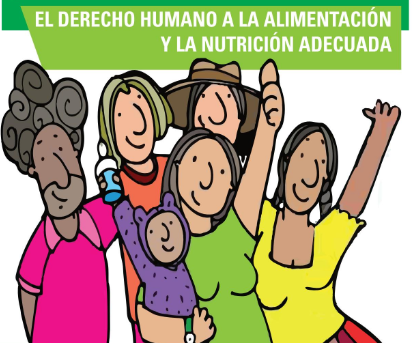 EL DERECHO HUMANO A LA ALIMENTACIÓN
Y LA NUTRICIÓN ADECUADA